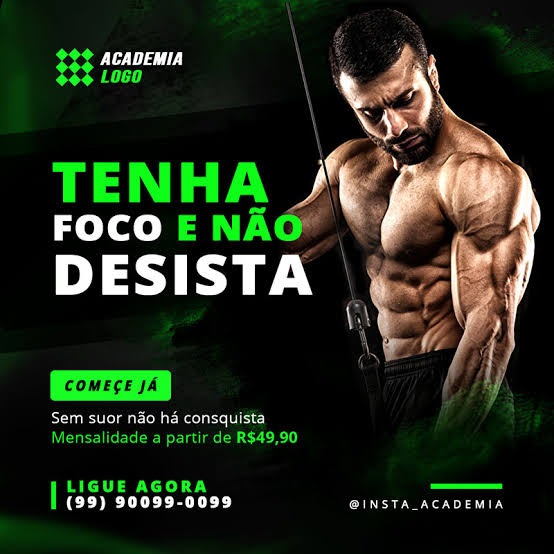 ACADEMIA
LOGO
TENHA
FOCO E NÃO
DESISTA
COMEÇE JÁ
Sem suor não há consquista
Mensalidade a partir de R$49,90
LIGUE AGORA
(99) 90099-0099
@INSTA_ACADEMIA